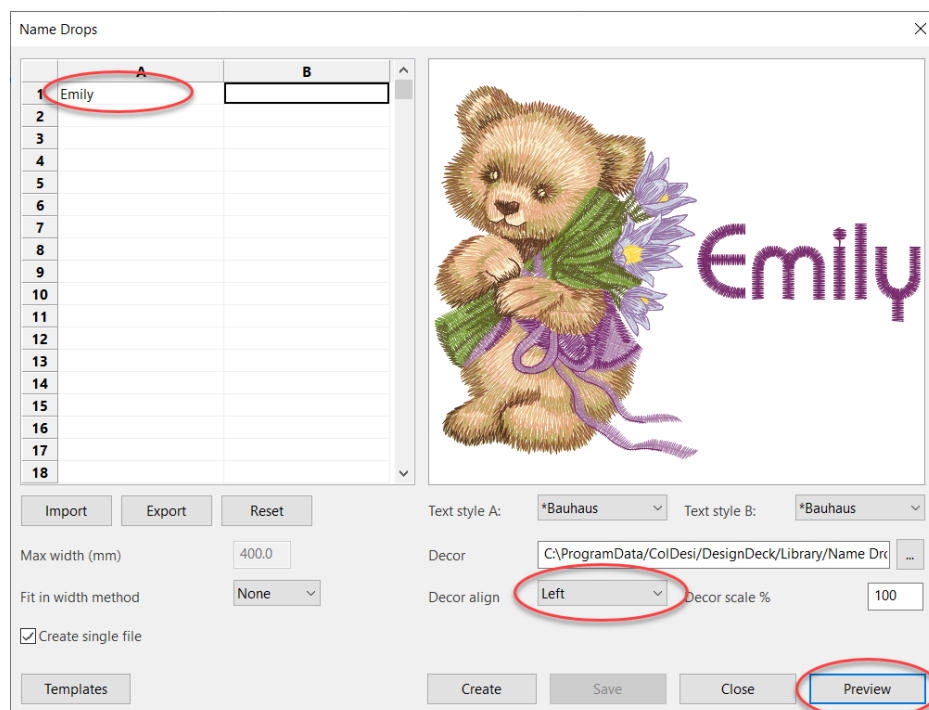 Name Drops
A B
1 Emily
2
3
4
5
6
7
8
9
10
11
12
13
14
15
16
17
18
Emily
Import Export Reset
Text style A: *Bauhaus Text style B: *Bauhaus
Max width (mm) 400.0
Decor C:\ProgramData/ColDesi/DesignDeck/Library/Name Dro ...
Fit in width method None
Decor align Left Decor scale % 100
Create single file
Templates Create Save Close Preview